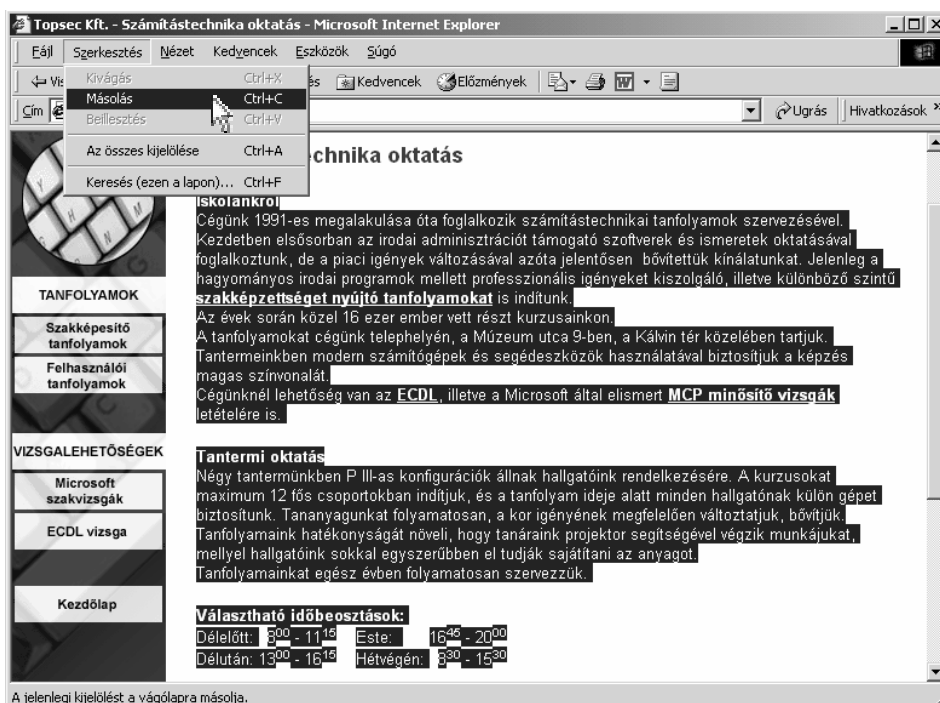 Topsec Kft. - Számítástechnika oktatás - Microsoft Internet Explorer
Fájl Szerkesztés Nézet Kedvencek Eszközök Súgó
Kedvencek Előzmények
Kivágás Ctrl+X
Másolás Ctrl+C
Beillesztés Ctrl+V
Az összes kijelölése Ctrl+A
Keresés (ezen a lapon)... Ctrl+F
Cím Ugrás Hivatkozások »
oktatás
Iskolánkról
Cégünk 1991-es megalakulása óta foglalkozik számítástechnikai tanfolyamok szervezésével.
Kezdetben elsősorban az irodai adminisztrációt támogató szoftverek és ismeretek oktatásával
foglalkoztunk, de a piaci igények változásával azóta jelentősen bővítettük kínálatunkat. Jelenleg a
hagyományos irodai programok mellett professzionális igényeket kiszolgáló, illetve különböző szintű
szakképzettséget nyújtó tanfolyamokat is indítunk.
Az évek során közel 16 ezer ember vett részt kurzusainkon.
A tanfolyamokat cégünk telephelyén, a Múzeum utca 9-ben, a Kálvin tér közelében tartjuk.
Tantermeinkben modern számítógépek és segédeszközök használatával biztosítjuk a képzés
magas színvonalát.
Cégünknél lehetőség van az ECDL, illetve a Microsoft által elismert MCP minősítő vizsgák
letételére is.
Tantermi oktatás
Négy tantermünkben P III-as konfigurációk állnak hallgatóink rendelkezésére. A kurzusokat
maximum 12 fős csoportokban indítjuk, és a tanfolyam ideje alatt minden hallgatónak külön gépet
biztosítunk. Tananyagunkat folyamatosan, a kor igényének megfelelően változtatjuk, bővítjük.
Tanfolyamaink hatékonyságát növeli, hogy tanáraink projektor segítségével végzik munkájukat,
mellyel hallgatóink sokkal egyszerűbben el tudják sajátítani az anyagot.
Tanfolyamainkat egész évben folyamatosan szervezzük.
Választható időbeosztások:
Délelőtt: 8⁰⁰ - 11¹⁵ Este: 16⁴⁵ - 20⁰⁰
Délután: 13⁰⁰ - 16¹⁵ Hétvégén: 8³⁰ - 15³⁰
TANFOLYAMOK
Szakképesítő
tanfolyamok
Felhasználói
tanfolyamok
VIZSGALEHETŐSÉGEK
Microsoft
szakvizsgák
ECDL vizsga
Kezdőlap
A jelenlegi kijelölést a vágólapra másolja.